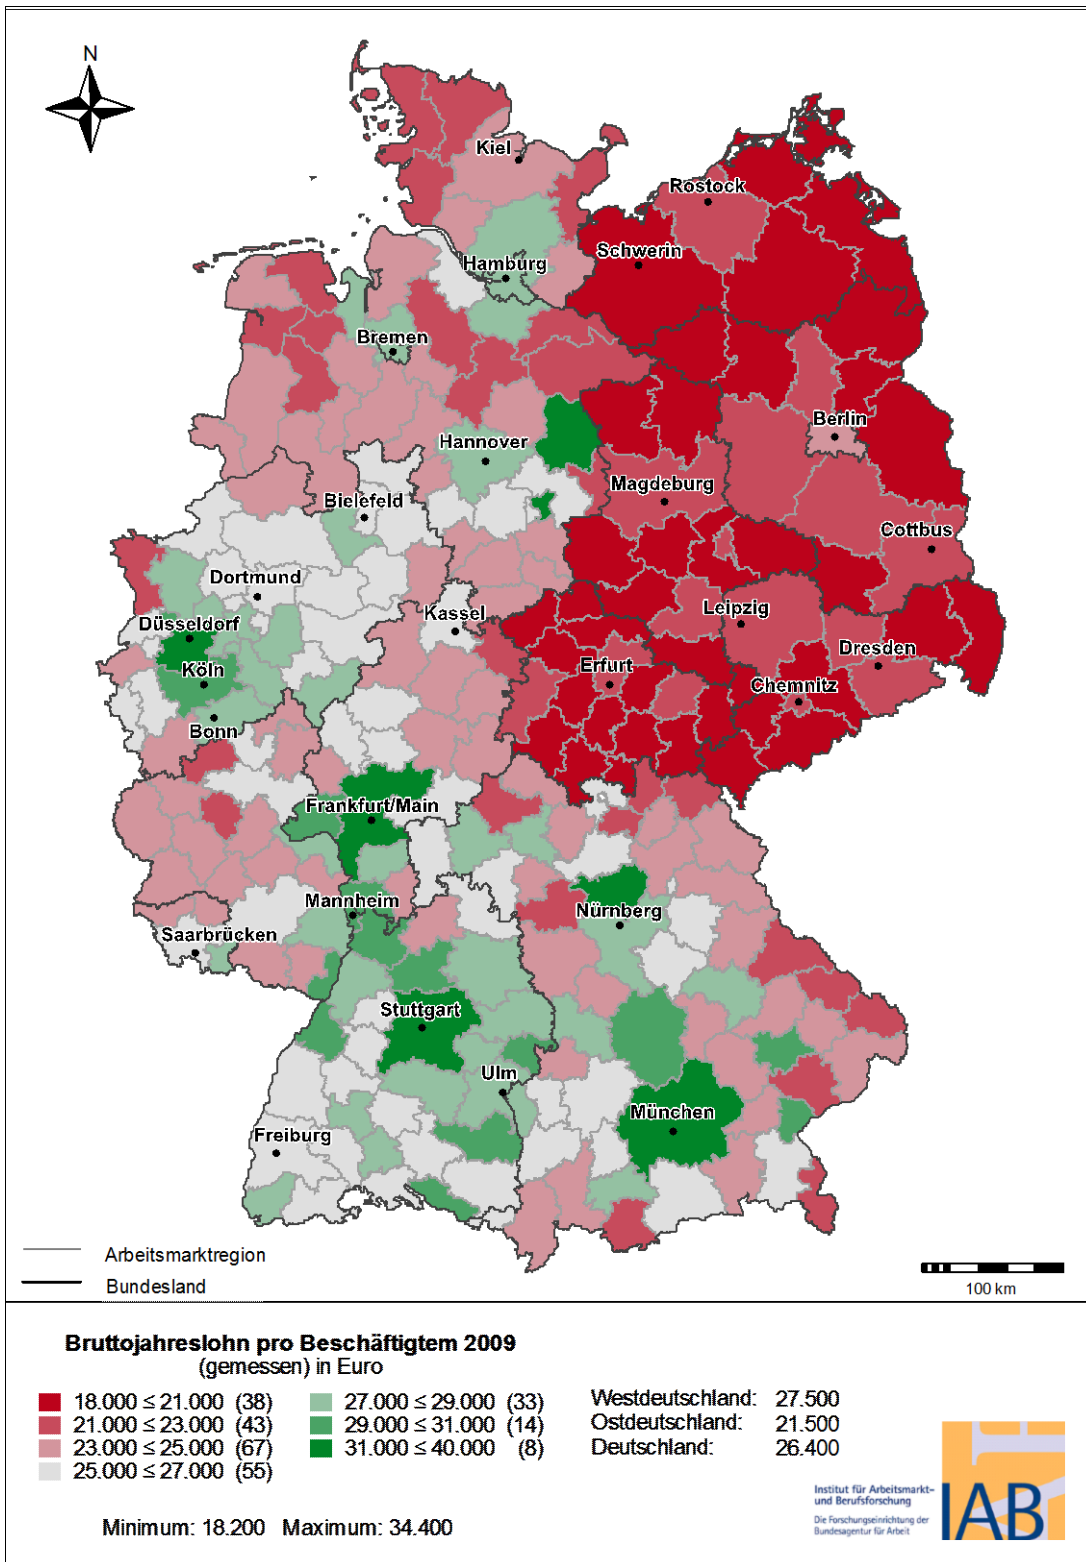 N
Kiel
Rostock
Schwerin
Hamburg
Bremen
Berlin
Hannover
Magdeburg
Bielefeld
Cottbus
Dortmund
Kassel
Leipzig
Düsseldorf
Dresden
Köln
Erfurt
Chemnitz
Bonn
Frankfurt/Main
Mannheim
Nürnberg
Saarbrücken
Stuttgart
Ulm
München
Freiburg
Arbeitsmarktregion
Bundesland
100 km
Bruttojahreslohn pro Beschäftigtem 2009
(gemessen) in Euro
18.000 ≤ 21.000 (38) 27.000 ≤ 29.000 (33) Westdeutschland: 27.500
21.000 ≤ 23.000 (43) 29.000 ≤ 31.000 (14) Ostdeutschland: 21.500
23.000 ≤ 25.000 (67) 31.000 ≤ 40.000 (8) Deutschland: 26.400
25.000 ≤ 27.000 (55)
Minimum: 18.200 Maximum: 34.400
Institut für Arbeitsmarkt-
und Berufsforschung
Die Forschungseinrichtung der
Bundesagentur für Arbeit
IAB